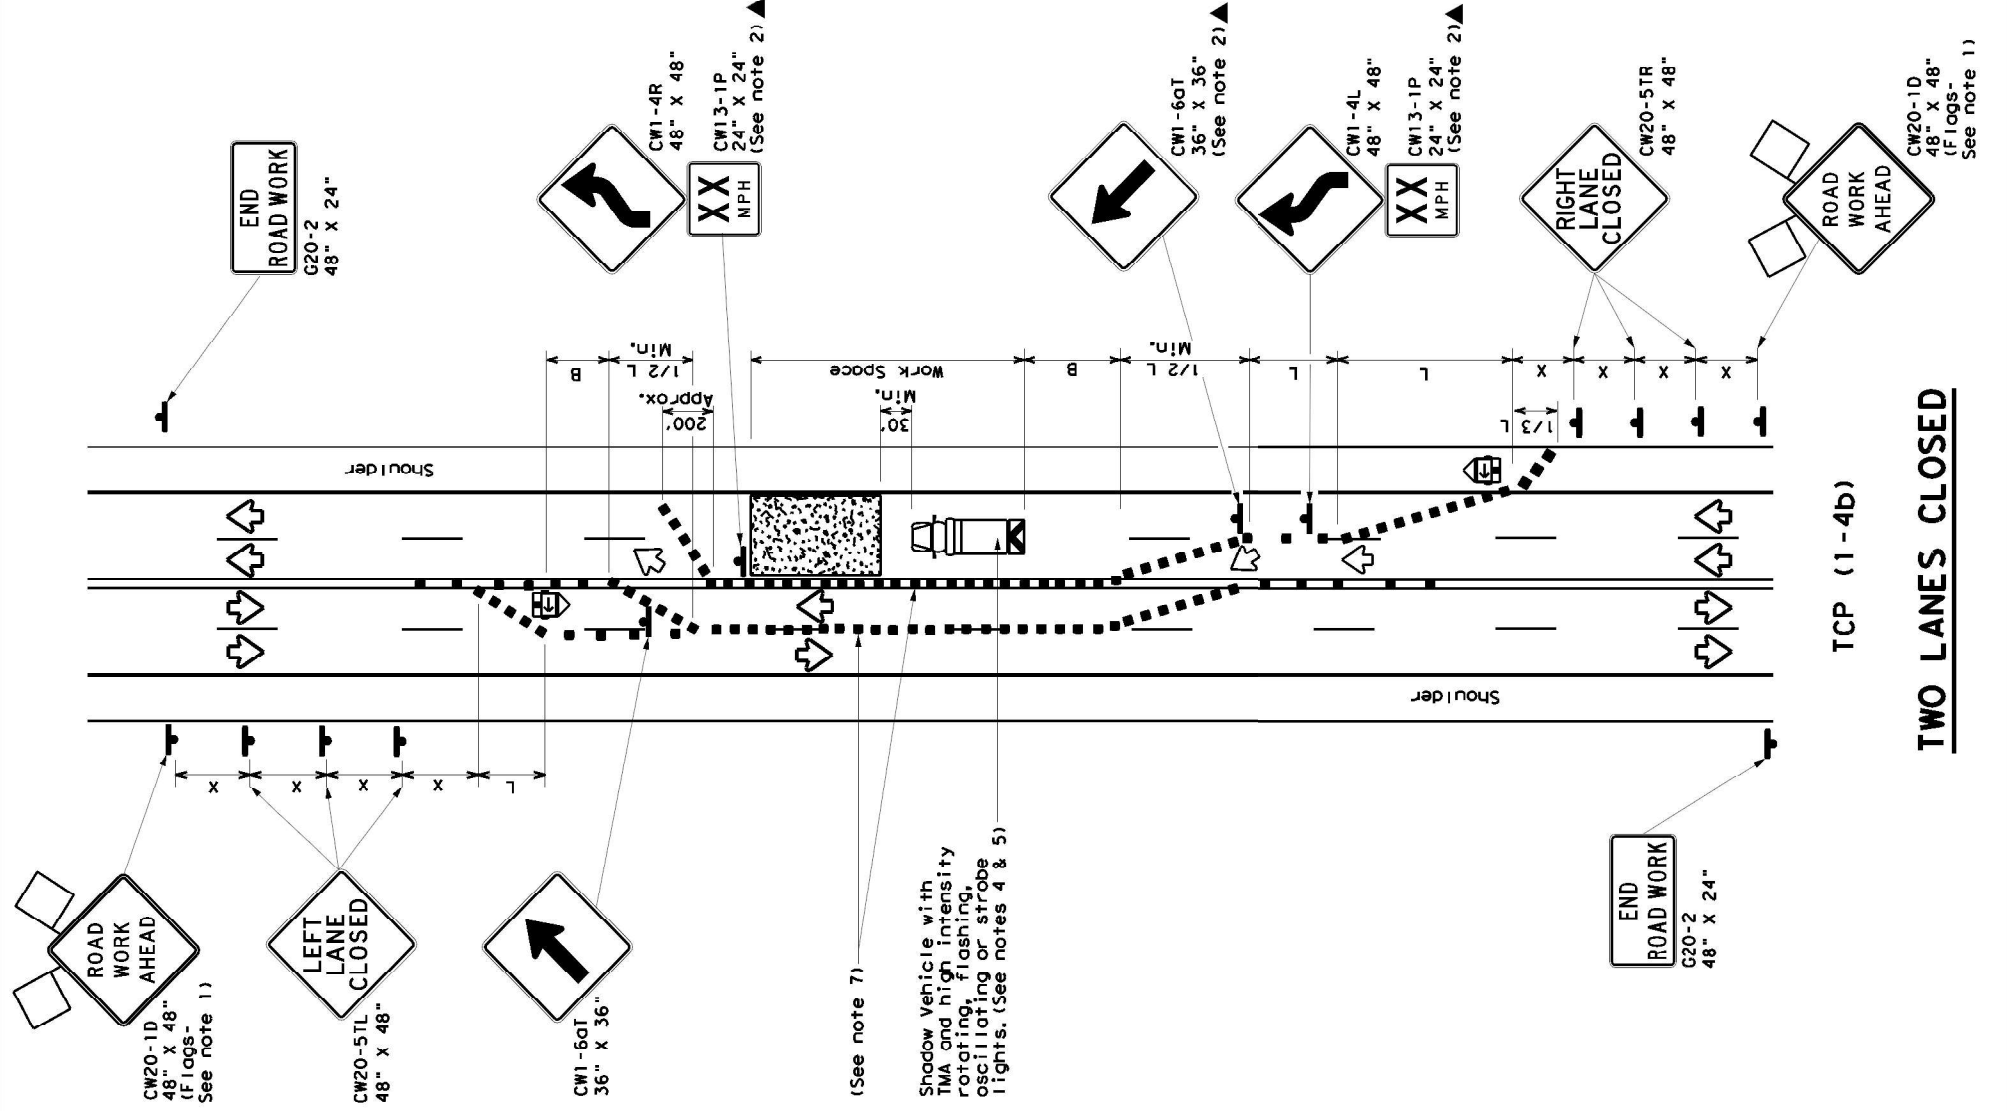 END
ROAD WORK
G20-2
48" X 24"
CW1-4R
48" X 48"
XX
MPH
CW13-1P
24" X 24"
(See note 2)▲
CW1-6aT
36" X 36"
(See note 2)▲
CW1-4L
48" X 48"
XX
MPH
CW13-1P
24" X 24"
(See note 2)▲
RIGHT
LANE
CLOSED
CW20-5TR
48" X 48"
ROAD
WORK
AHEAD
CW20-1D
48" X 48"
(Flags-
See note 1)
B
1/2 L
Min.
200'
Approx.
Work Space
30'
Min.
B
1/2 L
Min.
L
L
X
X
X
X
1/3 L
Shoulder
Shoulder
X
X
X
X
L
ROAD
WORK
AHEAD
CW20-1D
48" X 48"
(Flags-
See note 1)
LEFT
LANE
CLOSED
CW20-5TL
48" X 48"
CW1-6aT
36" X 36"
(See note 7)
Shadow Vehicle with
TMA and high intensity
rotating, flashing,
oscillating or strobe
lights. (See notes 4 & 5)
END
ROAD WORK
G20-2
48" X 24"
TCP (1-4b)
TWO LANES CLOSED